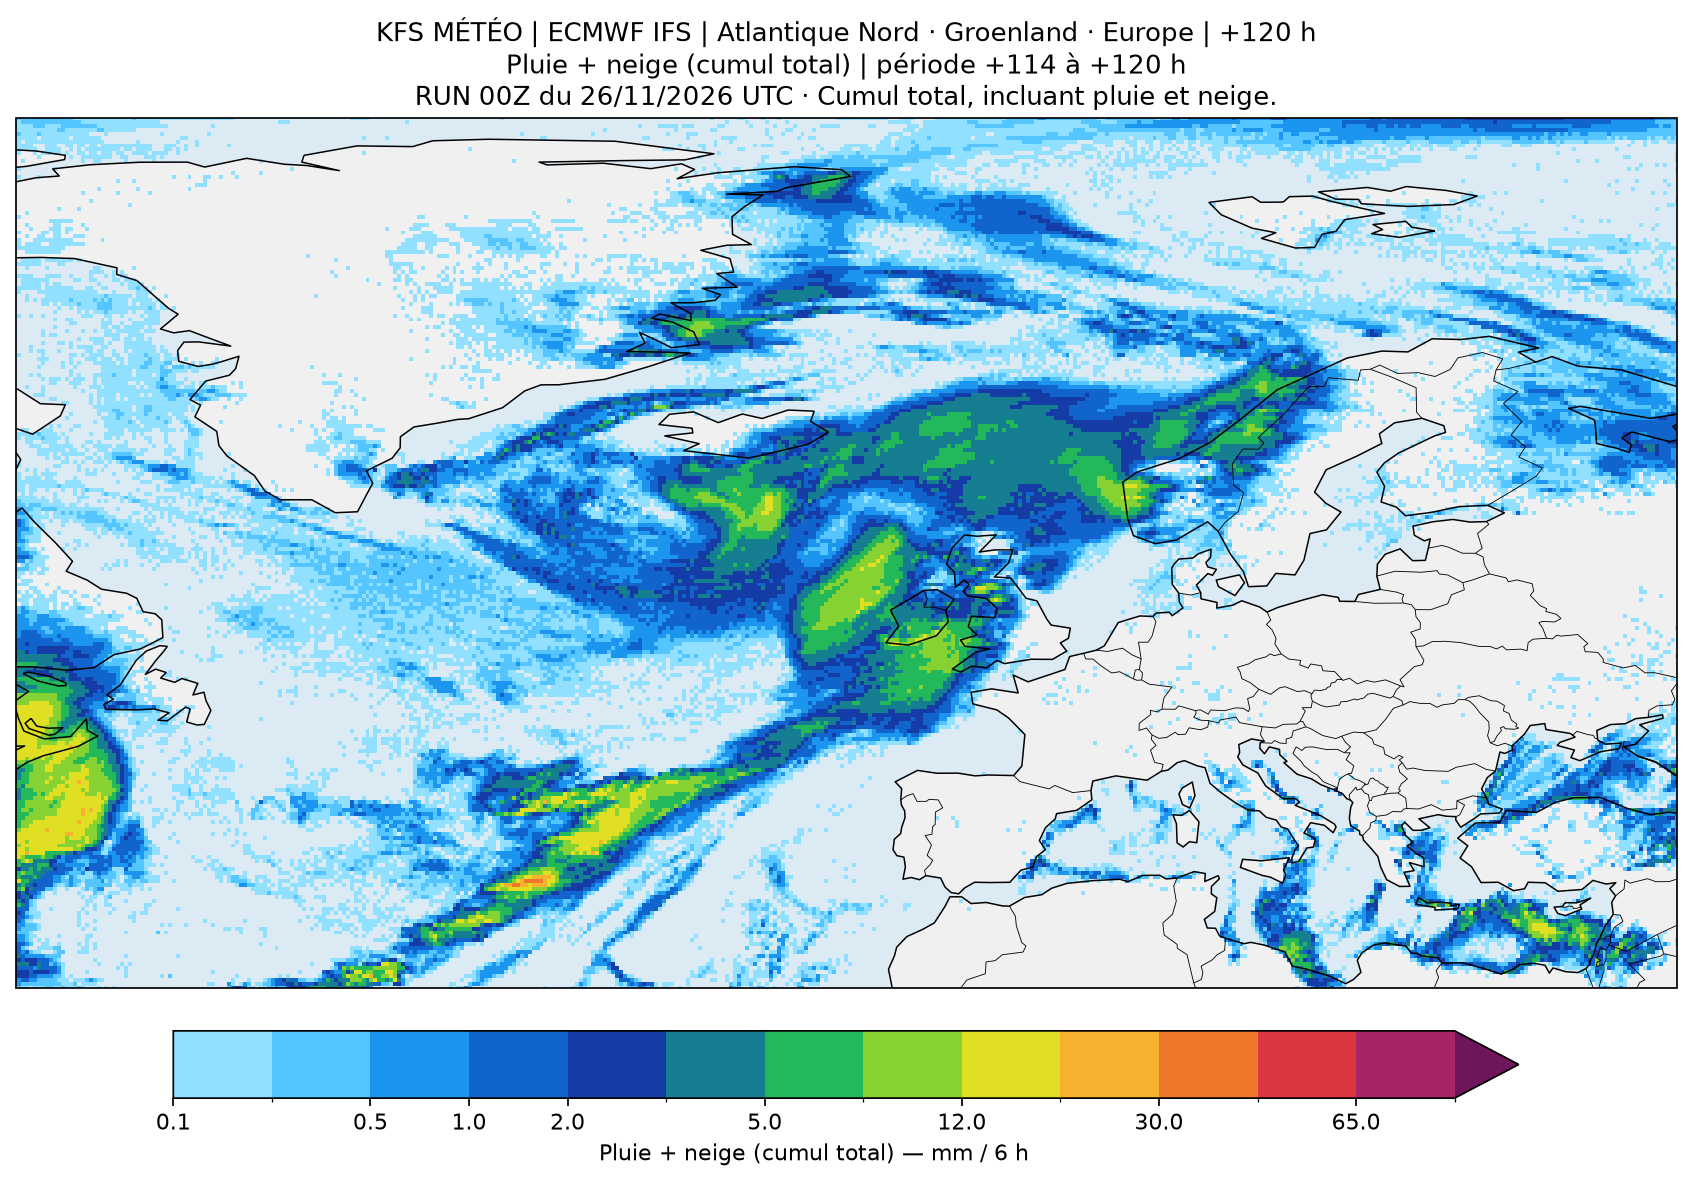 KFS MÉTÉO | ECMWF IFS | Atlantique Nord · Groenland · Europe | +120 h
Pluie + neige (cumul total) | période +114 à +120 h
RUN 00Z du 26/11/2026 UTC · Cumul total, incluant pluie et neige.
0.1 0.5 1.0 2.0 5.0 12.0 30.0 65.0
Pluie + neige (cumul total) — mm / 6 h